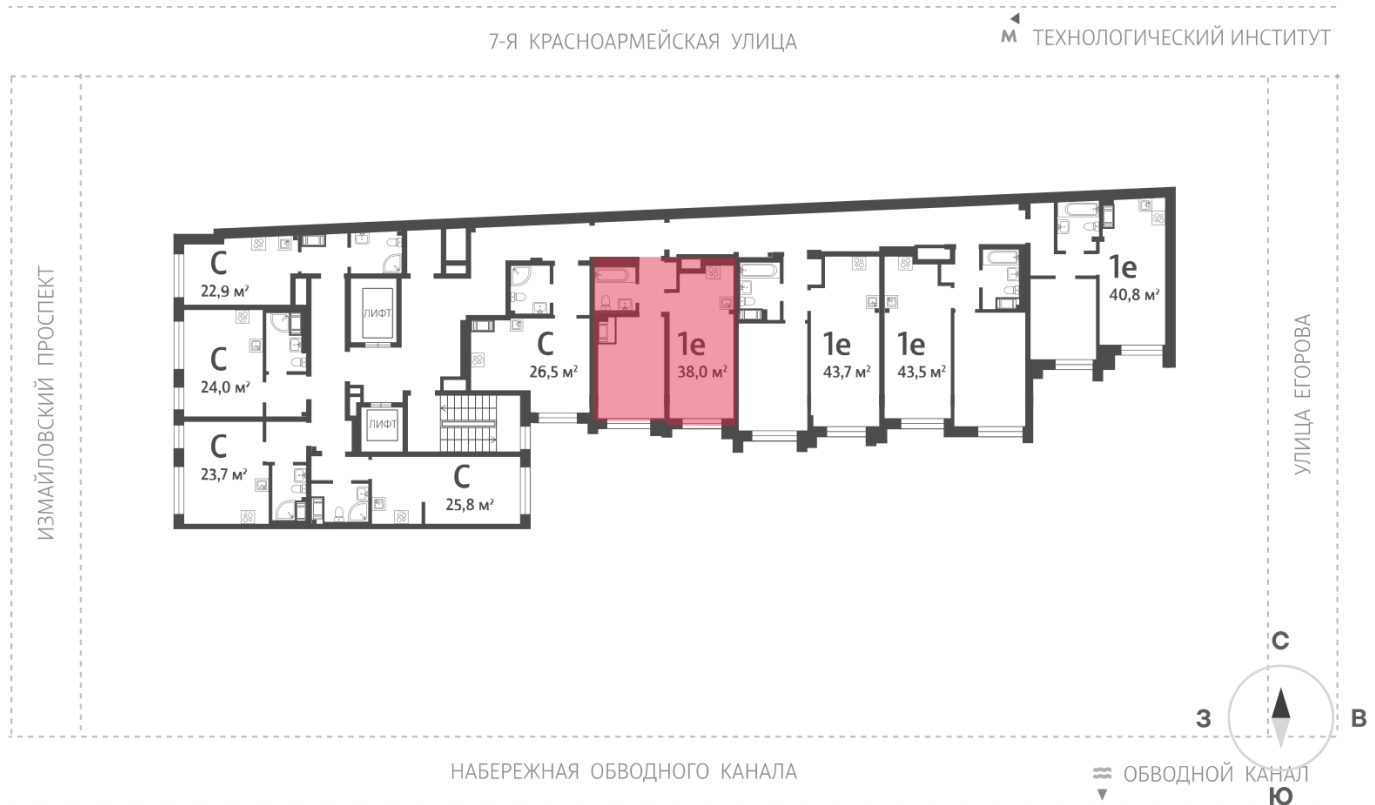 7-Я КРАСНОАРМЕЙСКАЯ УЛИЦА
М ТЕХНОЛОГИЧЕСКИЙ ИНСТИТУТ
ИЗМАЙЛОВСКИЙ ПРОСПЕКТ
С
22,9 м²
ЛИФТ
С
24,0 м²
С
26,5 м²
1е
38,0 м²
1е
43,7 м²
1е
43,5 м²
1е
40,8 м²
ЛИФТ
С
23,7 м²
С
25,8 м²
УЛИЦА ЕГОРОВА
С
З
В
Ю
НАБЕРЕЖНАЯ ОБВОДНОГО КАНАЛА
ОБВОДНОЙ КАНАЛ